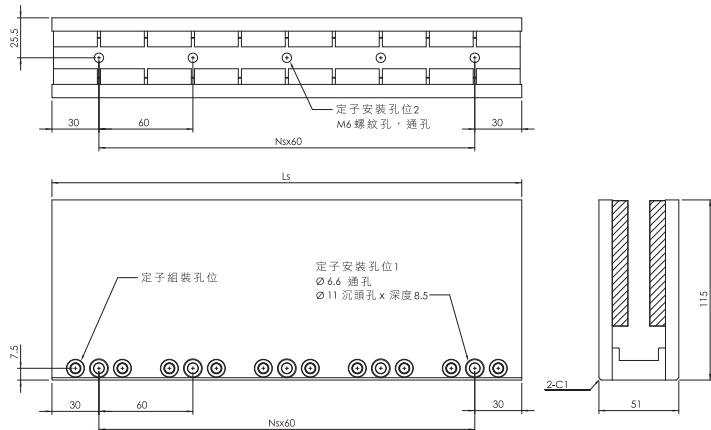 25.5
定子安裝孔位2
M6 螺紋孔，通孔
30
60
30
Nsx60
Ls
定子組裝孔位
定子安裝孔位1
Ø 6.6 通孔
Ø 11 沉頭孔 x 深度8.5
115
7.5
2-C1
30
60
30
51
Nsx60